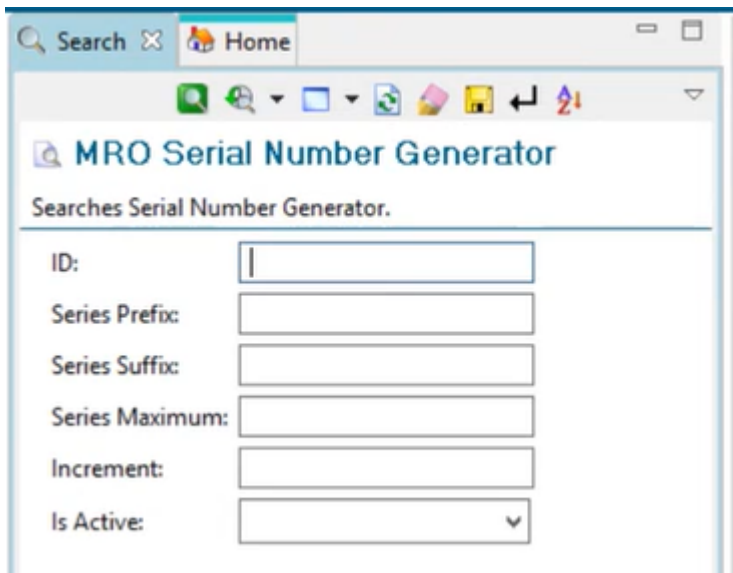 Search Home
MRO Serial Number Generator
Searches Serial Number Generator.
ID:
Series Prefix:
Series Suffix:
Series Maximum:
Increment:
Is Active: